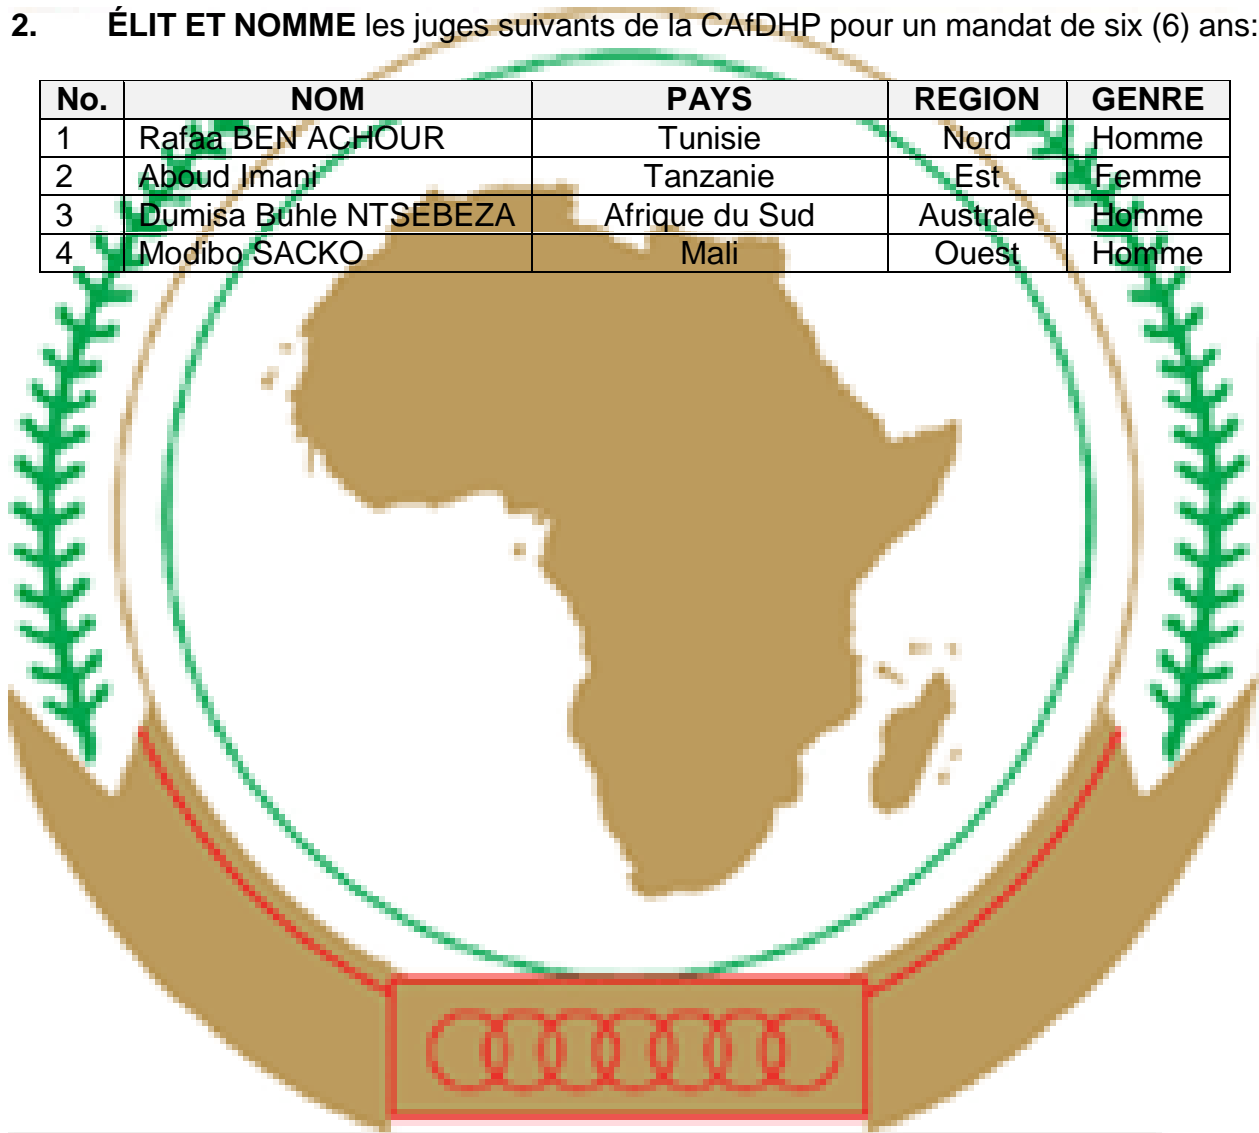 2. ÉLIT ET NOMME les juges suivants de la CAfDHP pour un mandat de six (6) ans:
No. NOM PAYS REGION GENRE
1 Rafaa BEN ACHOUR Tunisie Nord Homme
2 Aboud Imani Tanzanie Est Femme
3 Dumisa Buhle NTSEBEZA Afrique du Sud Australe Homme
4 Modibo SACKO Mali Ouest Homme